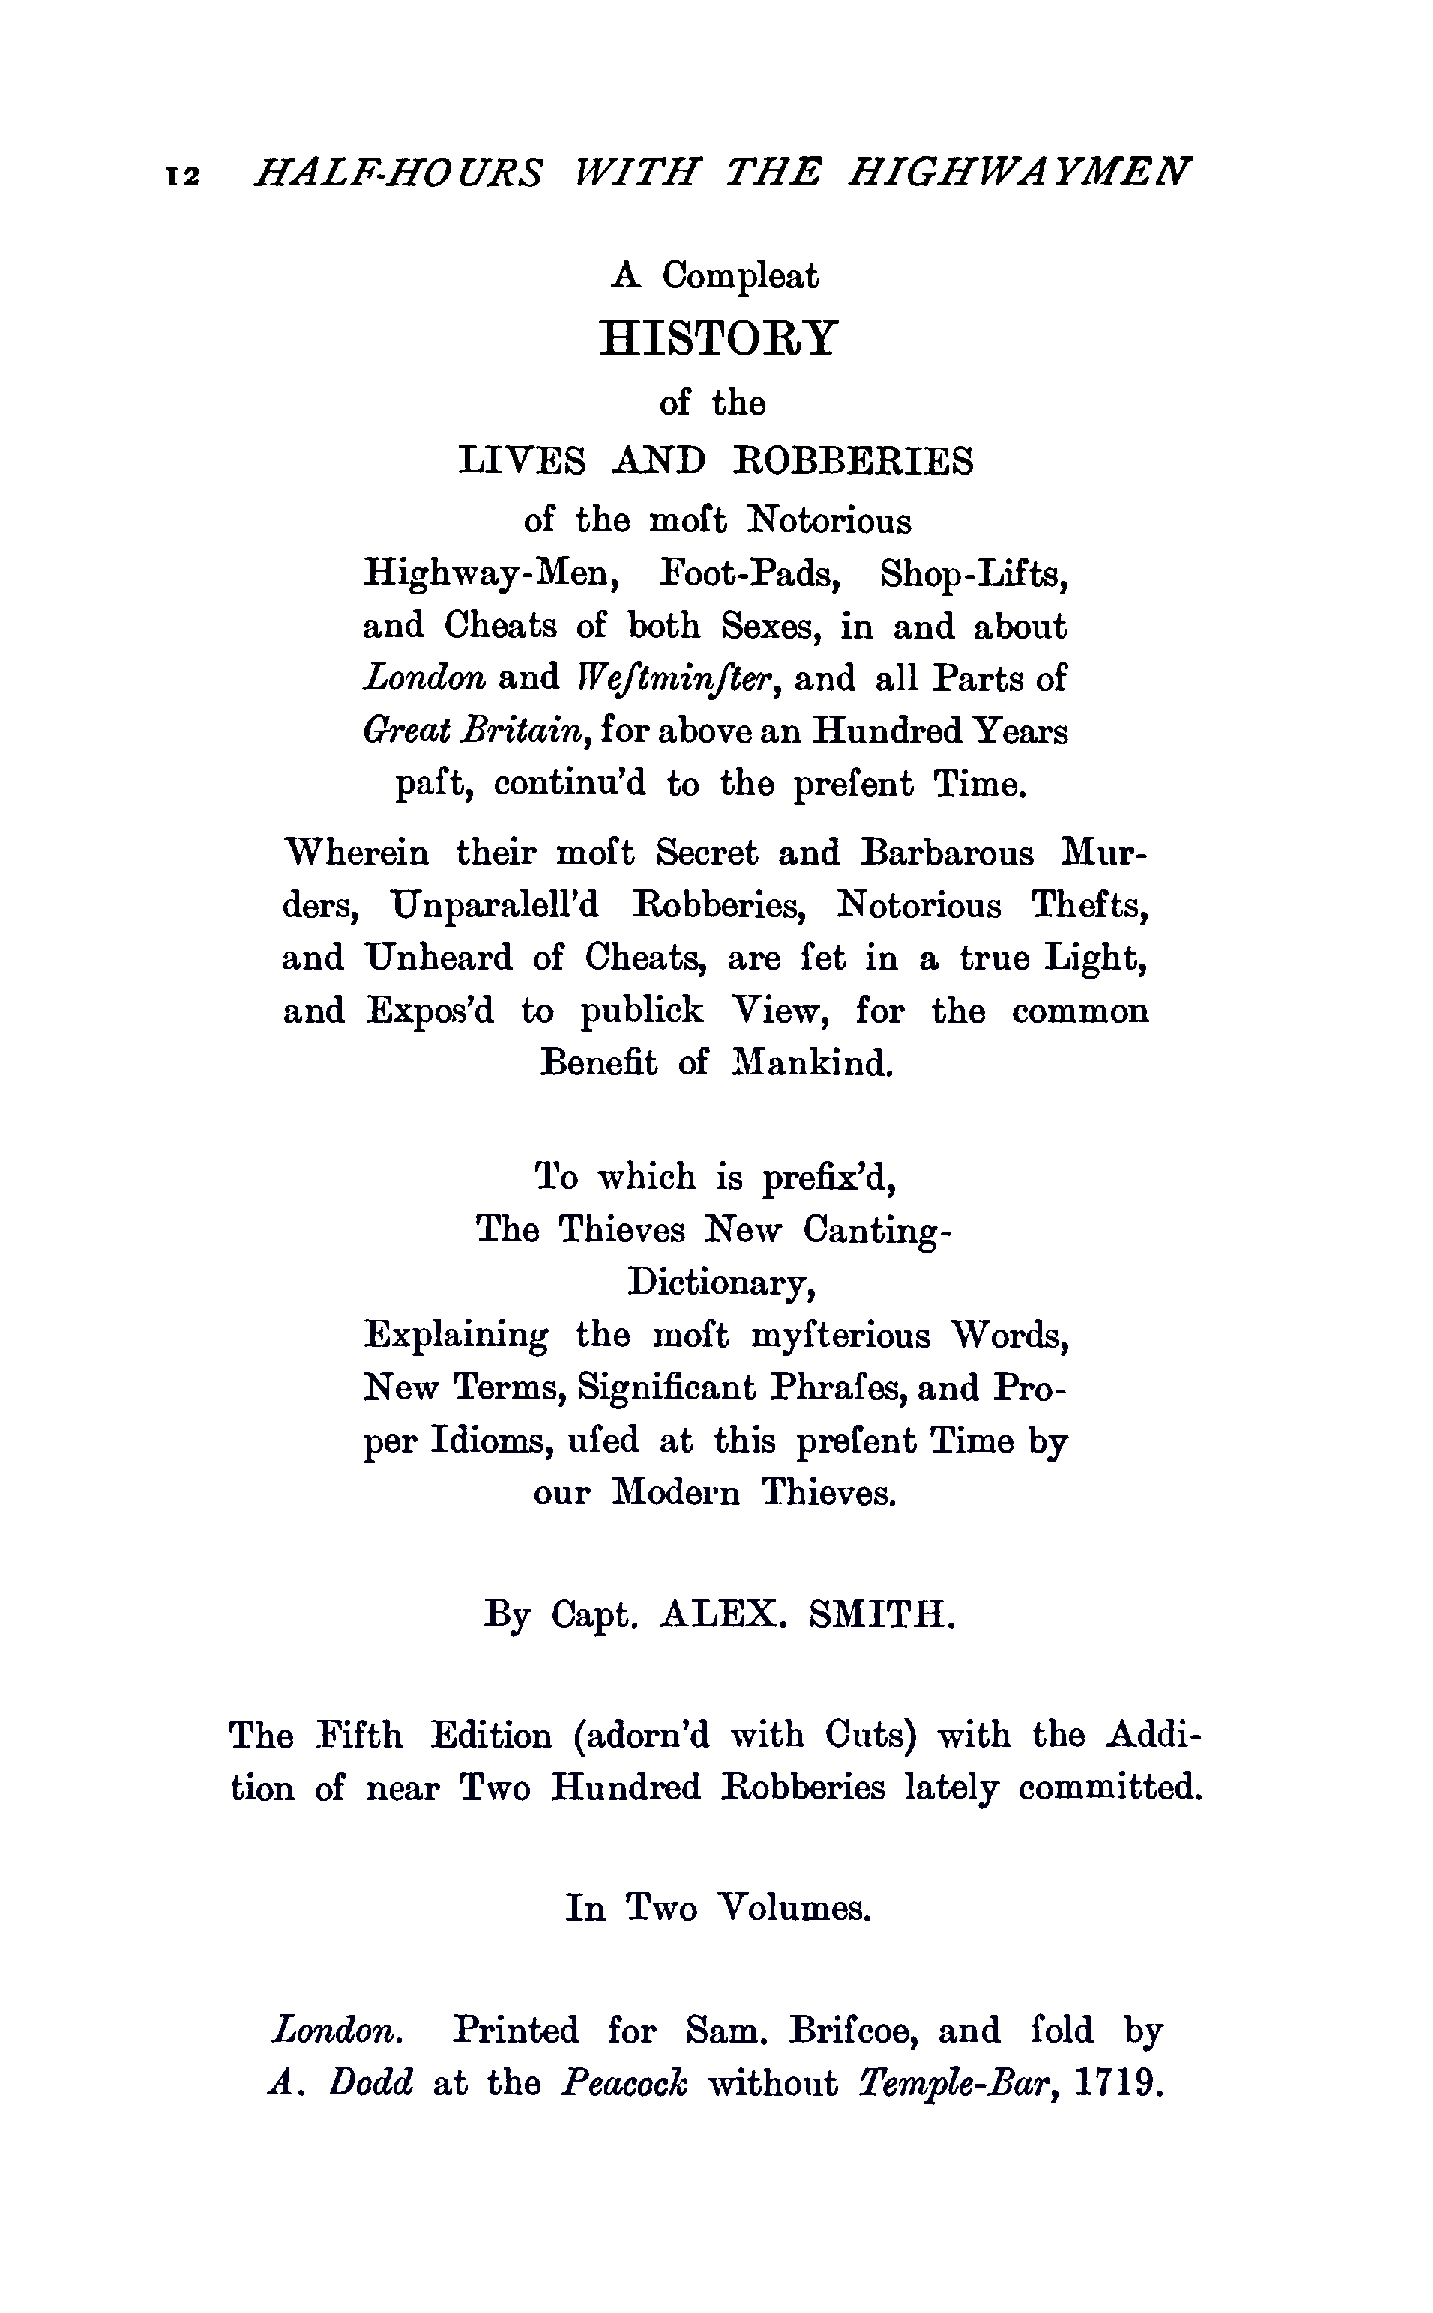 12 HALF-HOURS WITH THE HIGHWAYMEN
A Compleat
HISTORY
of the
LIVES AND ROBBERIES
of the moſt Notorious
Highway-Men, Foot-Pads, Shop-Lifts,
and Cheats of both Sexes, in and about
London and Weſtminſter, and all Parts of
Great Britain, for above an Hundred Years
paſt, continu’d to the preſent Time.
Wherein their moſt Secret and Barbarous Mur-
ders, Unparalell’d Robberies, Notorious Thefts,
and Unheard of Cheats, are ſet in a true Light,
and Expos’d to publick View, for the common
Benefit of Mankind.
To which is prefix’d,
The Thieves New Canting-
Dictionary,
Explaining the moſt myſterious Words,
New Terms, Significant Phraſes, and Pro-
per Idioms, uſed at this preſent Time by
our Modern Thieves.
By Capt. ALEX. SMITH.
The Fifth Edition (adorn’d with Cuts) with the Addi-
tion of near Two Hundred Robberies lately committed.
In Two Volumes.
London. Printed for Sam. Briſcoe, and ſold by
A. Dodd at the Peacock without Temple-Bar, 1719.